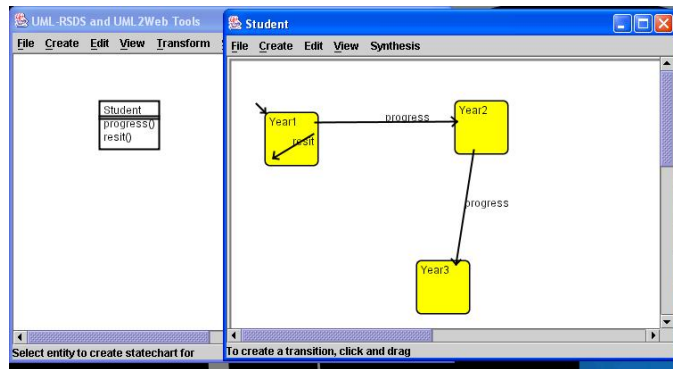 UML-RSDS and UML2Web Tools
File Create Edit View Transform
Student
progress()
resit()
Select entity to create statechart for
Student
File Create Edit View Synthesis
Year1
resit
progress
Year2
progress
Year3
To create a transition, click and drag